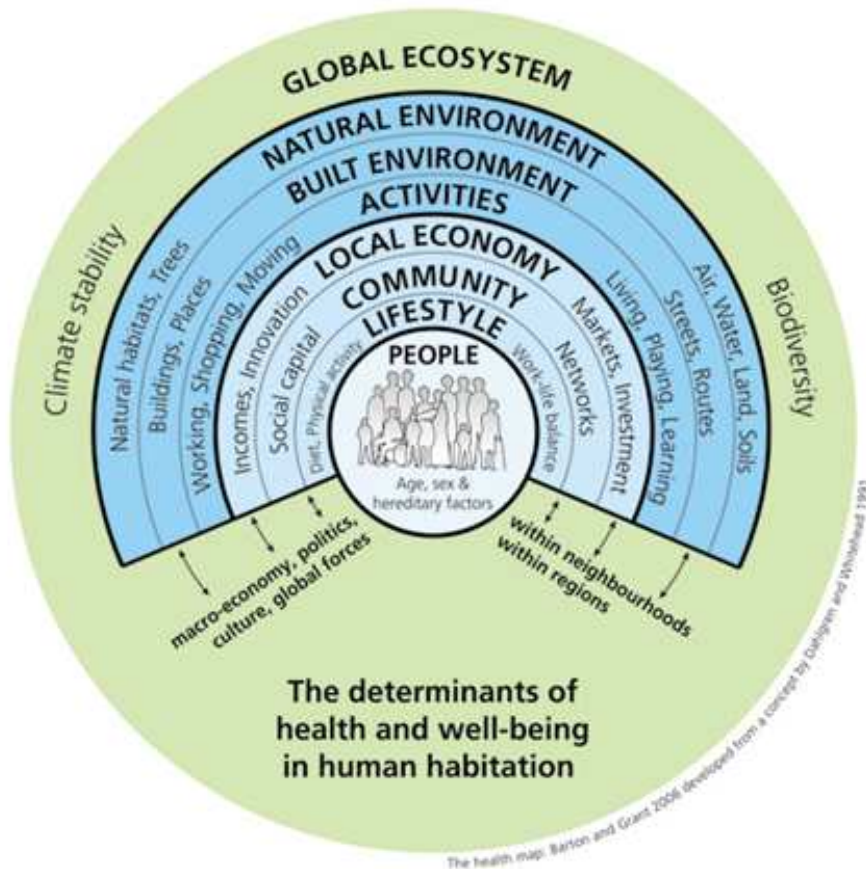 GLOBAL ECOSYSTEM
NATURAL ENVIRONMENT
BUILT ENVIRONMENT
ACTIVITIES
LOCAL ECONOMY
COMMUNITY
LIFESTYLE
PEOPLE
Age, sex &
hereditary factors
Climate stability
Natural habitats, Trees
Buildings, Places
Working, Shopping, Moving
Incomes, Innovation
Social capital
Diet, Physical activity
Work-life balance
Networks
Markets, Investment
Living, Playing, Learning
Streets, Routes
Air, Water, Land, Soils
Biodiversity
macro-economy, politics,
culture, global forces
within neighbourhoods
within regions
The determinants of
health and well-being
in human habitation
The health map: Barton and Grant 2006 developed from a concept by Dahlgren and Whitehead 1991